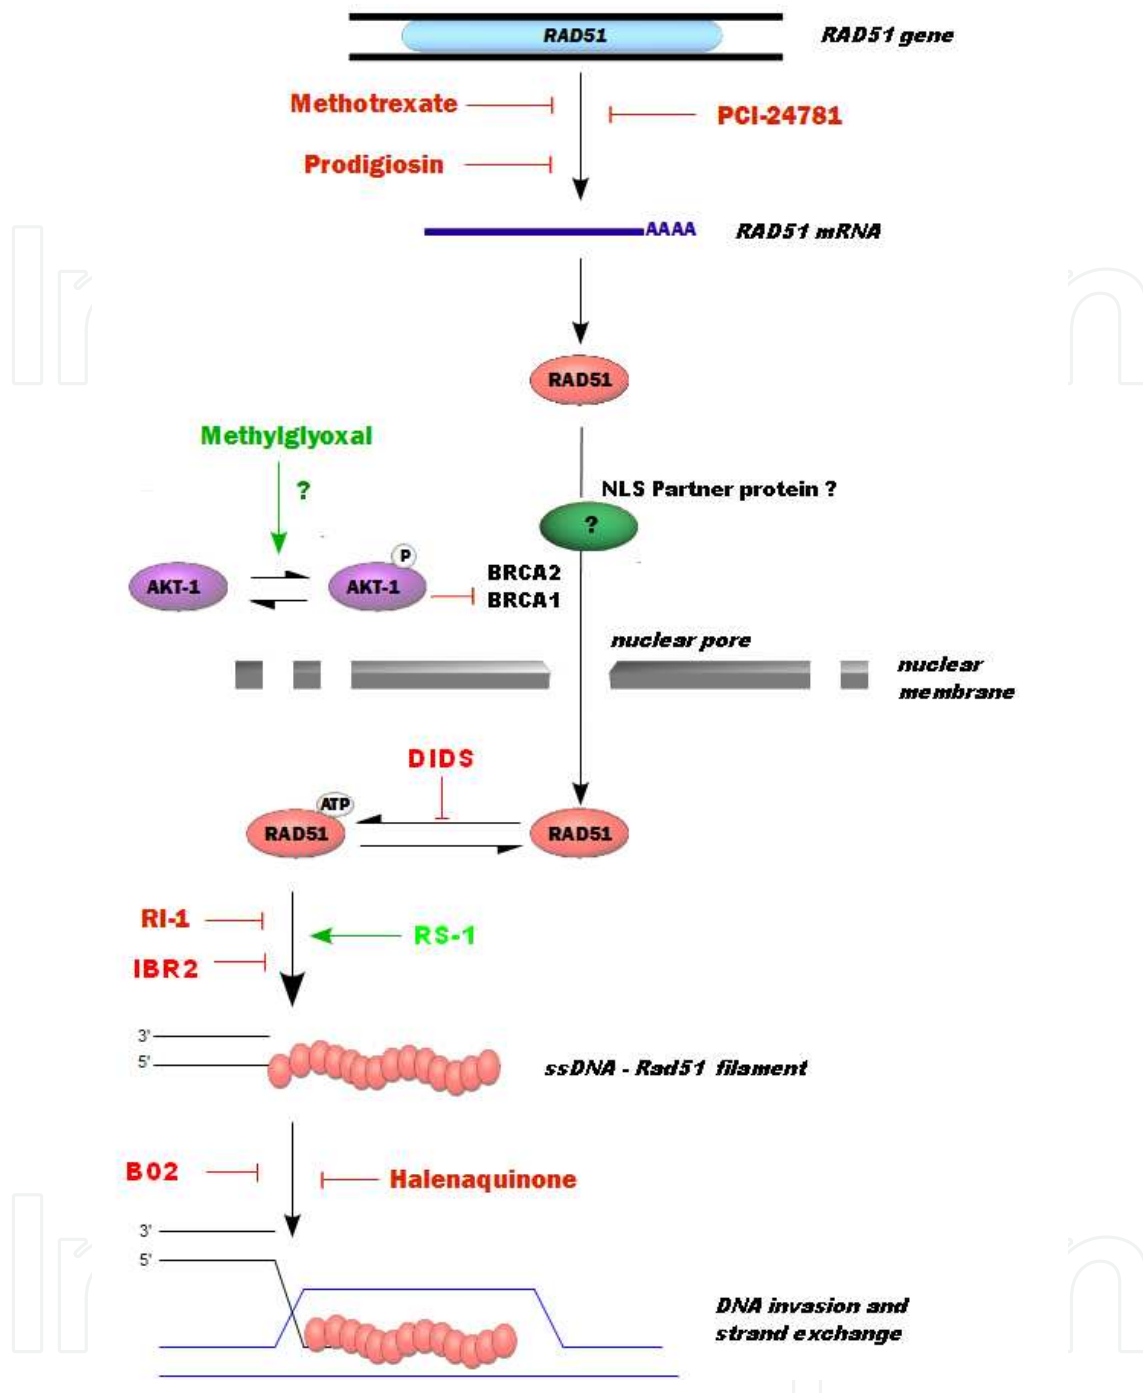 RAD51
RAD51 gene
Methotrexate
PCI-24781
Prodigiosin
AAAA
RAD51 mRNA
RAD51
Methylglyoxal
?
NLS Partner protein ?
?
P
AKT-1
AKT-1
BRCA2
BRCA1
nuclear pore
nuclear
membrane
DIDS
ATP
RAD51
RAD51
RI-1
RS-1
IBR2
3'
5'
ssDNA - Rad51 filament
B02
Halenaquinone
3'
5'
DNA invasion and
strand exchange